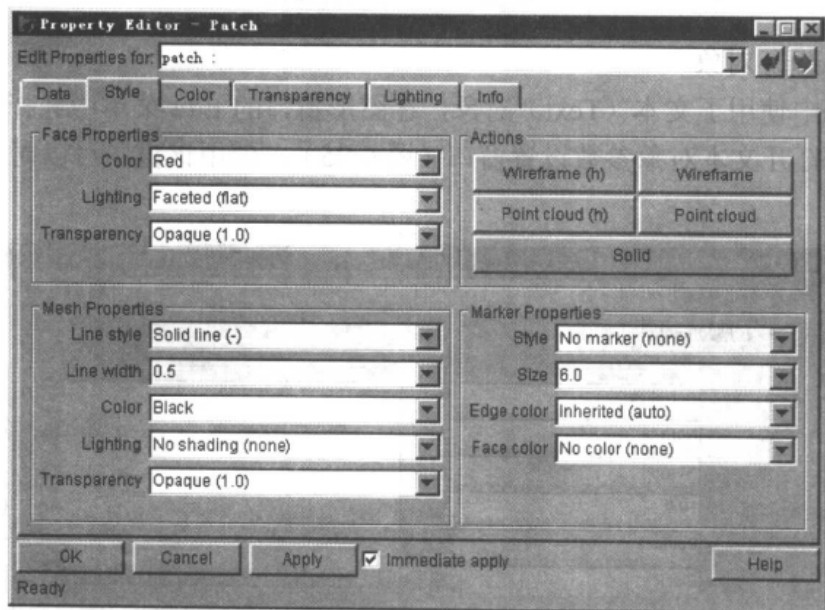 Property Editor - Patch
Edit Properties for: patch :
Data Style Color Transparency Lighting Info
Face Properties
Color Red
Lighting Faceted (flat)
Transparency Opaque (1.0)
Actions
Wireframe (h) Wireframe
Point cloud (h) Point cloud
Solid
Mesh Properties
Line style Solid line (-)
Line width 0.5
Color Black
Lighting No shading (none)
Transparency Opaque (1.0)
Marker Properties
Style No marker (none)
Size 6.0
Edge color Inherited (auto)
Face color No color (none)
OK Cancel Apply Immediate apply Help
Ready